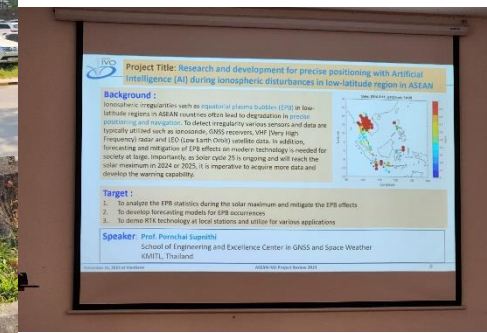 IVO
Project Title: Research and development for precise positioning with Artificial
Intelligence (AI) during ionospheric disturbances in low-latitude region in ASEAN
Background :
Ionospheric irregularities such as equatorial plasma bubbles (EPB) in low-
latitude regions in ASEAN countries often lead to degradation in precise
positioning and navigation. To detect irregularity various sensors and data are
typically utilized such as ionosonde, GNSS receivers, VHF (Very High
Frequency) radar and LEO (Low Earth Orbit) satellite data. In addition,
forecasting and mitigation of EPB effects on modern technology is needed for
society at large. Importantly, as Solar cycle 25 is ongoing and will reach the
solar maximum in 2024 or 2025, it is imperative to acquire more data and
develop the warning capability.
Target :
1. To analyze the EPB statistics during the solar maximum and mitigate the EPB effects
2. To develop forecasting models for EPB occurrences
3. To demo RTK technology at local stations and utilize for various applications
Speaker: Prof. Pornchai Supnithi
School of Engineering and Excellence Center in GNSS and Space Weather
KMITL, Thailand